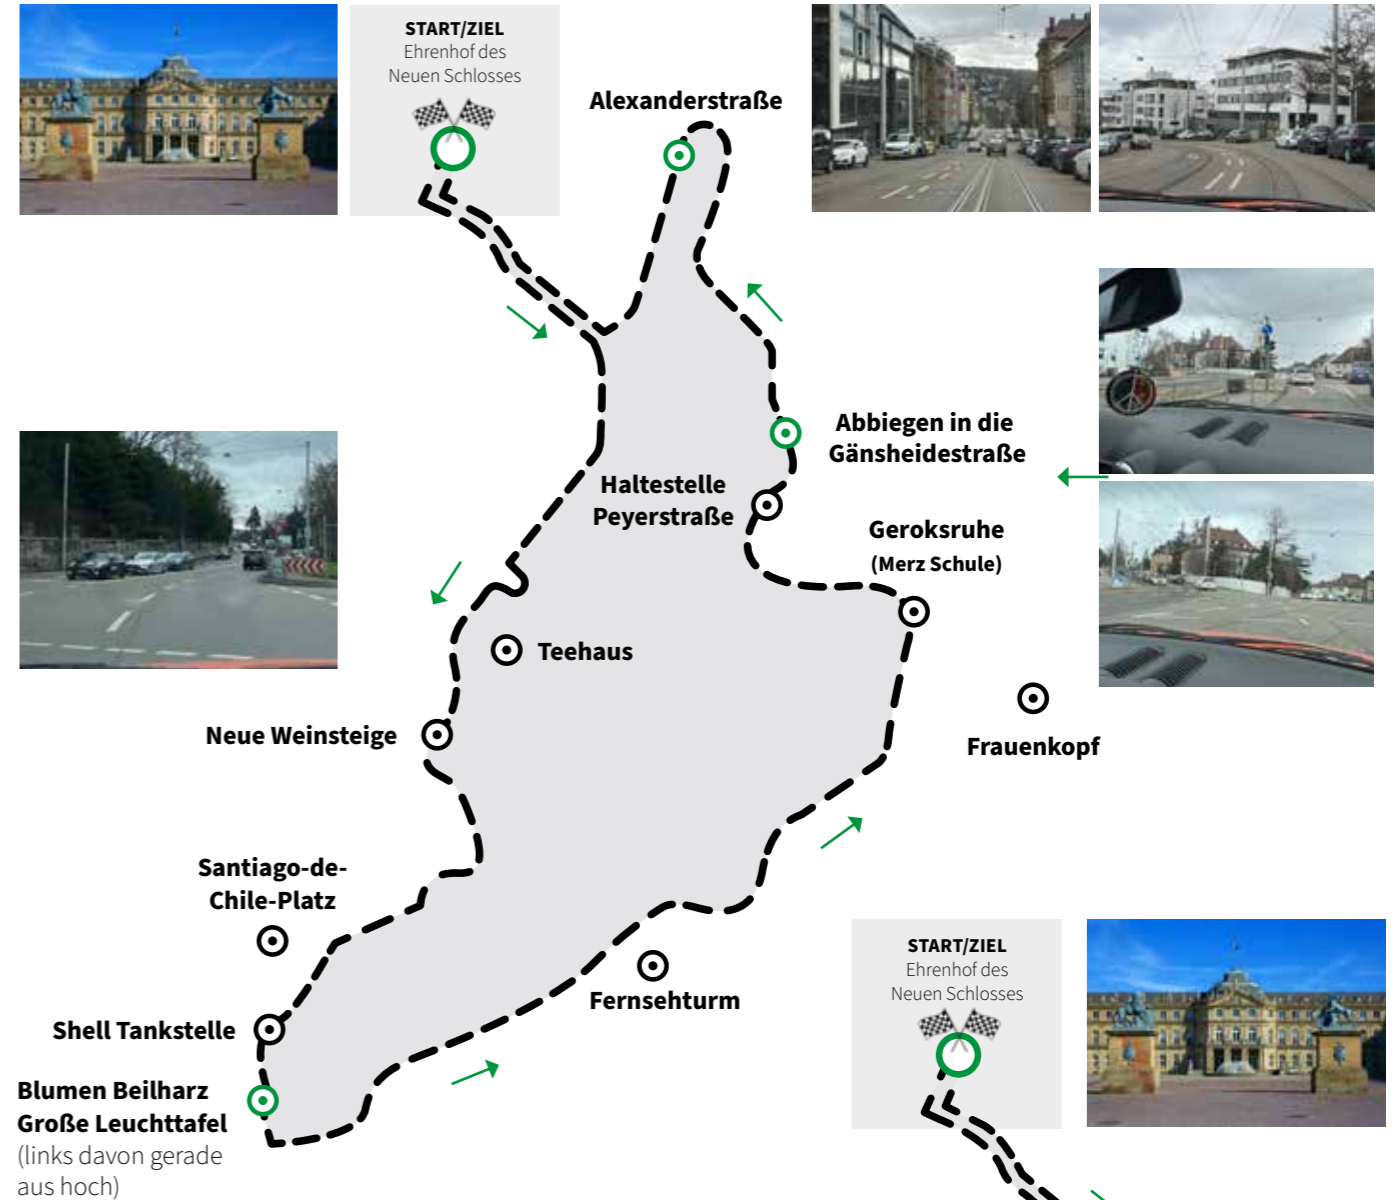 START/ZIEL
Ehrenhof des
Neuen Schlosses
Alexanderstraße
Abbiegen in die
Gänsheidestraße
Haltestelle
Peyerstraße
Geroksruhe
(Merz Schule)
Teehaus
Neue Weinsteige
Frauenkopf
Santiago-de-
Chile-Platz
Fernsehturm
Shell Tankstelle
Blumen Beilharz
Große Leuchttafel
(links davon gerade
aus hoch)
START/ZIEL
Ehrenhof des
Neuen Schlosses